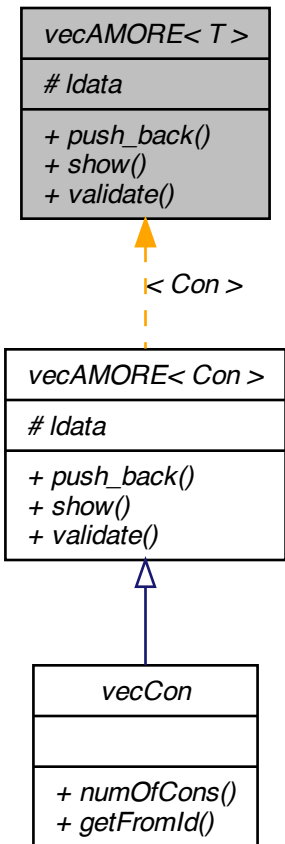 vecAMORE< T >
# ldata
+ push_back()
+ show()
+ validate()
< Con >
vecAMORE< Con >
# ldata
+ push_back()
+ show()
+ validate()
vecCon
+ numOfCons()
+ getFromId()